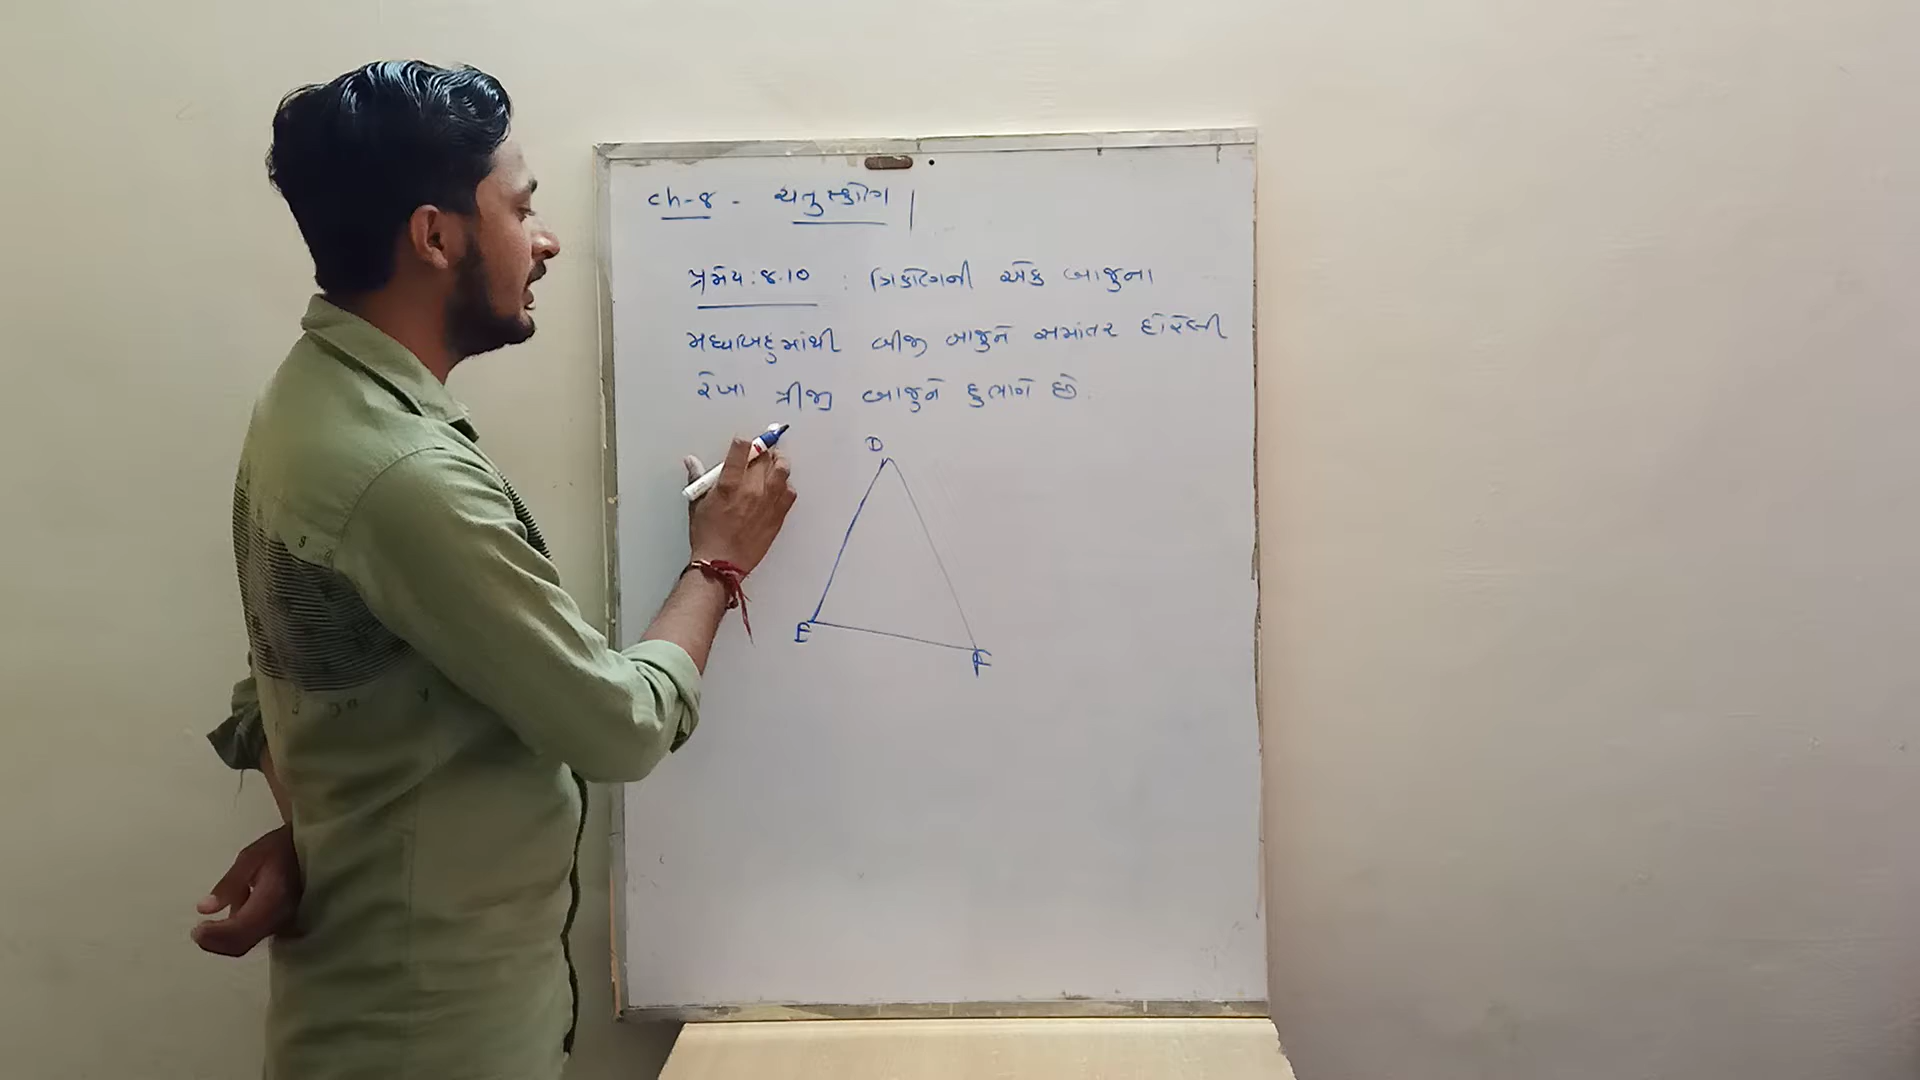 Ch-8 - ચતુષ્કોણ
પ્રમેય: 8.10 : ત્રિકોણની એક બાજુના
મધ્યબિંદુમાંથી બીજી બાજુને સમાંતર દોરેલી
રેખા ત્રીજી બાજુને દુભાગે છે.
D
E
F